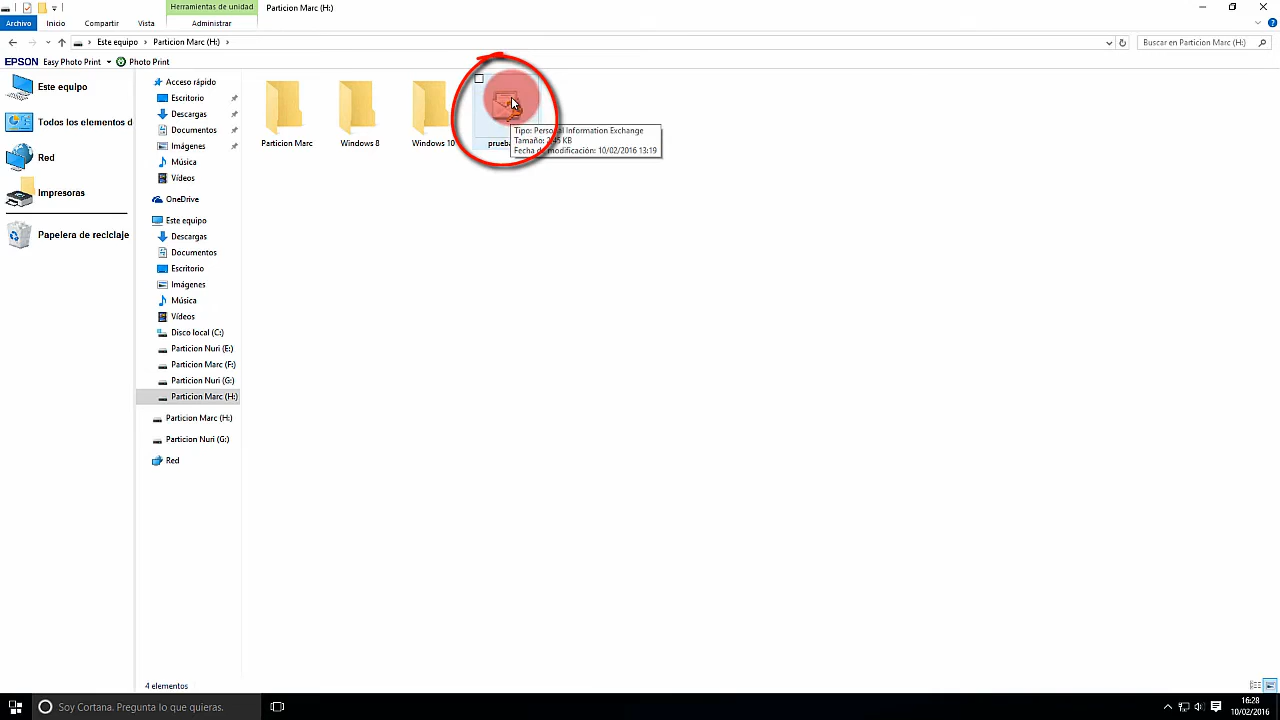 Herramientas de unidad
Particion Marc (H:)
Archivo
Inicio
Compartir
Vista
Administrar
Este equipo
Particion Marc (H:)
Buscar en Particion Marc (H:)
EPSON
Easy Photo Print
Photo Print
Este equipo
Todos los elementos d
Red
Impresoras
Papelera de reciclaje
Acceso rápido
Escritorio
Descargas
Documentos
Imágenes
Música
Vídeos
OneDrive
Este equipo
Descargas
Documentos
Escritorio
Imágenes
Música
Vídeos
Disco local (C:)
Particion Nuri (E:)
Particion Marc (F:)
Particion Nuri (G:)
Particion Marc (H:)
Particion Marc (H:)
Particion Nuri (G:)
Red
Particion Marc
Windows 8
Windows 10
Tipo: Personal Information Exchange
Tamaño: KB
Fecha de modificación: 10/02/2016 13:19
4 elementos
Soy Cortana. Pregunta lo que quieras.
16:28
10/02/2016